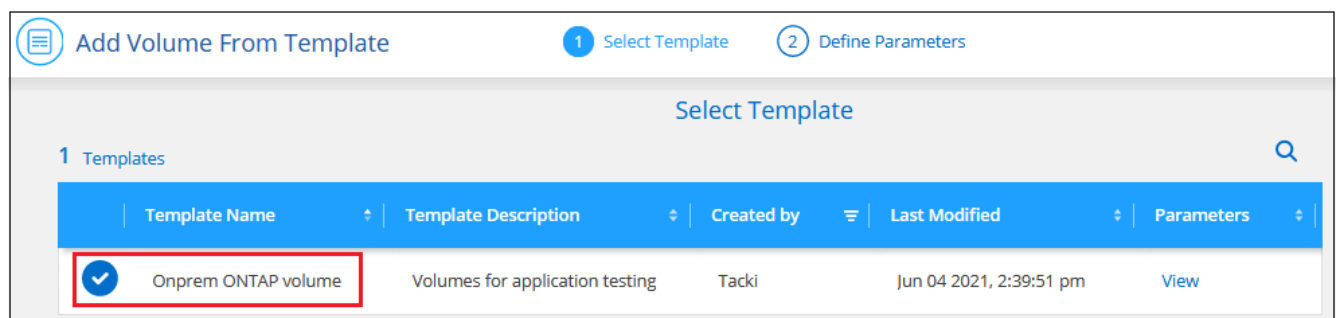 Add Volume From Template 1 Select Template 2 Define Parameters
Select Template
1 Templates
Template Name Template Description Created by Last Modified Parameters
Onprem ONTAP volume Volumes for application testing Tacki Jun 04 2021, 2:39:51 pm View